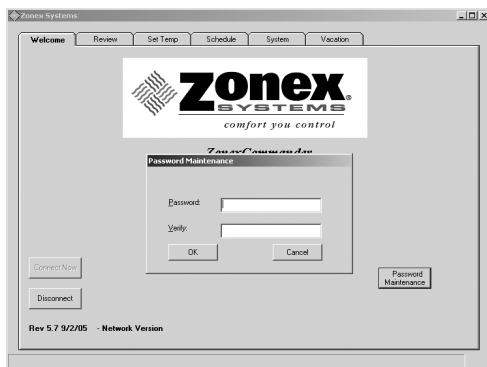 Zonex Systems
Welcome Review Set Temp Schedule System Vacation
zonex®
SYSTEMS
comfort you control
ZonexCommander
Password Maintenance
Password:
Verify:
OK Cancel
Connect Now
Password
Maintenance
Disconnect
Rev 5.7 9/2/05 - Network Version